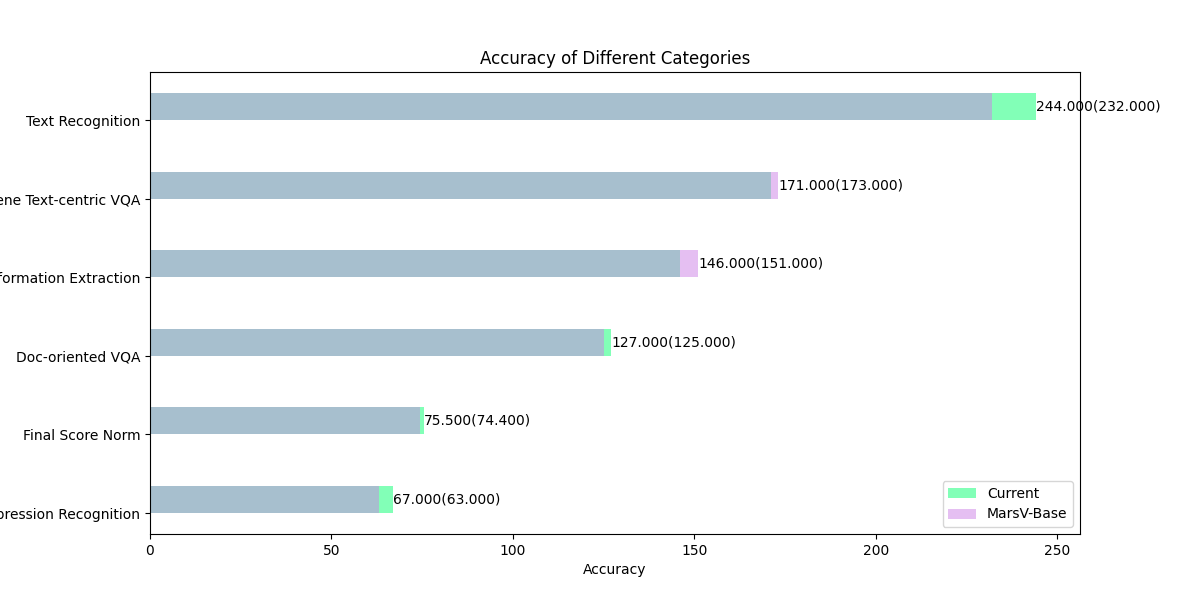 Accuracy of Different Categories
Text Recognition
244.000(232.000)
ene Text-centric VQA
171.000(173.000)
formation Extraction
146.000(151.000)
Doc-oriented VQA
127.000(125.000)
Final Score Norm
75.500(74.400)
pression Recognition
67.000(63.000)
Current
MarsV-Base
0 50 100 150 200 250
Accuracy